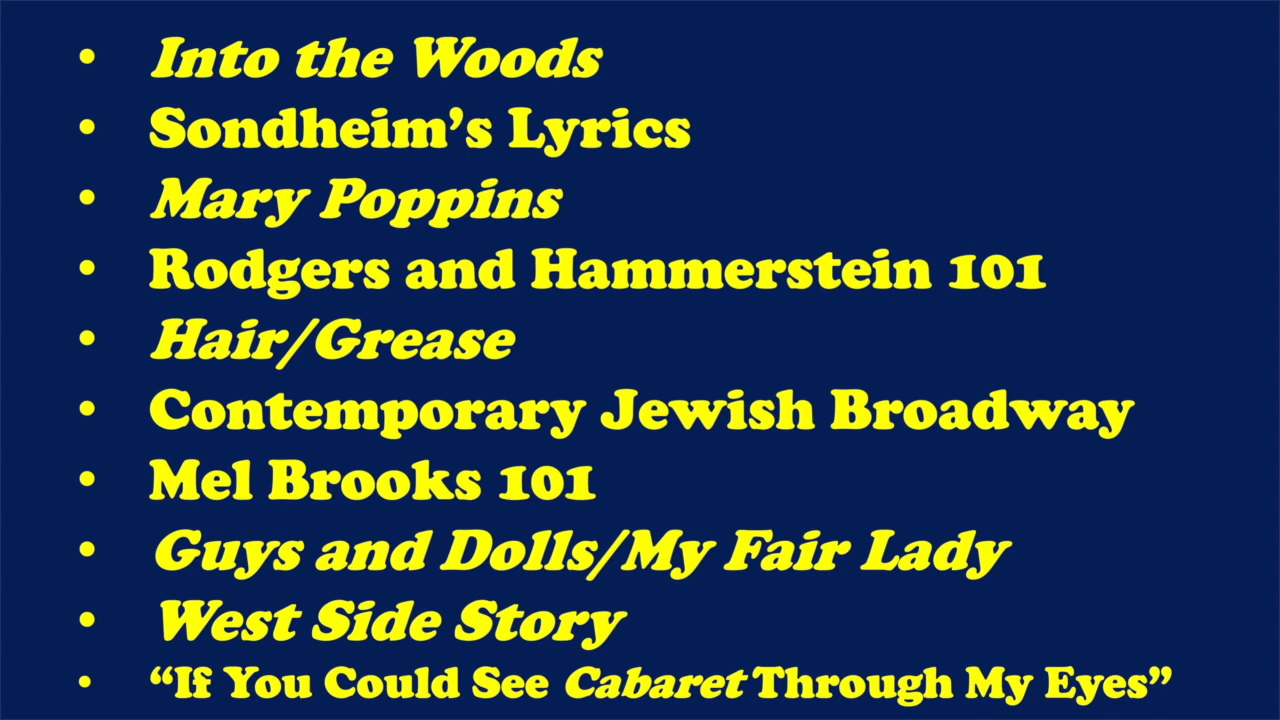 • Into the Woods
• Sondheim’s Lyrics
• Mary Poppins
• Rodgers and Hammerstein 101
• Hair/Grease
• Contemporary Jewish Broadway
• Mel Brooks 101
• Guys and Dolls/My Fair Lady
• West Side Story
• “If You Could See Cabaret Through My Eyes”